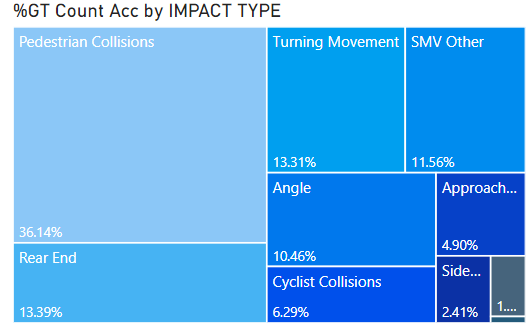 %GT Count Acc by IMPACT TYPE
Pedestrian Collisions
36.14%
Rear End
13.39%
Turning Movement
13.31%
SMV Other
11.56%
Angle
10.46%
Cyclist Collisions
6.29%
Approach...
4.90%
Side...
2.41%
1....